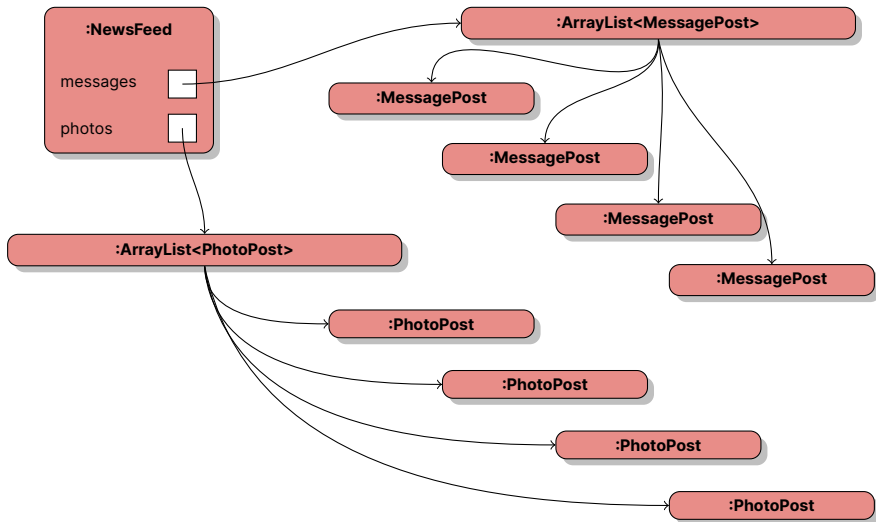 :NewsFeed
messages
photos
:ArrayList<MessagePost>
:MessagePost
:MessagePost
:MessagePost
:MessagePost
:ArrayList<PhotoPost>
:PhotoPost
:PhotoPost
:PhotoPost
:PhotoPost